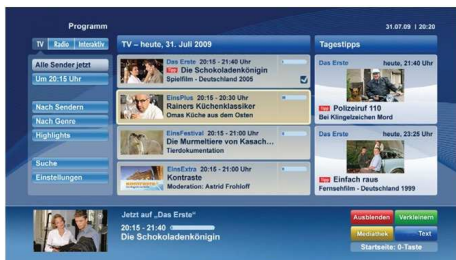 Programm
31.07.09 | 20:20
TV Radio Interaktiv
Alle Sender jetzt
Um 20:15 Uhr
Nach Sendern
Nach Genre
Highlights
Suche
Einstellungen
TV – heute, 31. Juli 2009
Das Erste 20:15 - 21:40 Uhr
Tipp Die Schokoladenkönigin
Spielfilm - Deutschland 2005
EinsPlus 20:15 - 20:30 Uhr
Rainers Küchenklassiker
Omas Küche aus dem Osten
EinsFestival 20:15 - 21:00 Uhr
Die Murmeltiere von Kasach...
Tierdokumentation
EinsExtra 20:15 - 21:00 Uhr
Kontraste
Moderation: Astrid Frohloff
Tagestipps
Das Erste heute, 21:40 Uhr
Tipp Polizeiruf 110
Bei Klingelzeichen Mord
Das Erste heute, 23:25 Uhr
Tipp Einfach raus
Fernsehfilm - Deutschland 1999
Jetzt auf „Das Erste“
20:15 - 21:40
Die Schokoladenkönigin
Ausblenden Verkleinern
Mediathek Text
Startseite: 0-Taste